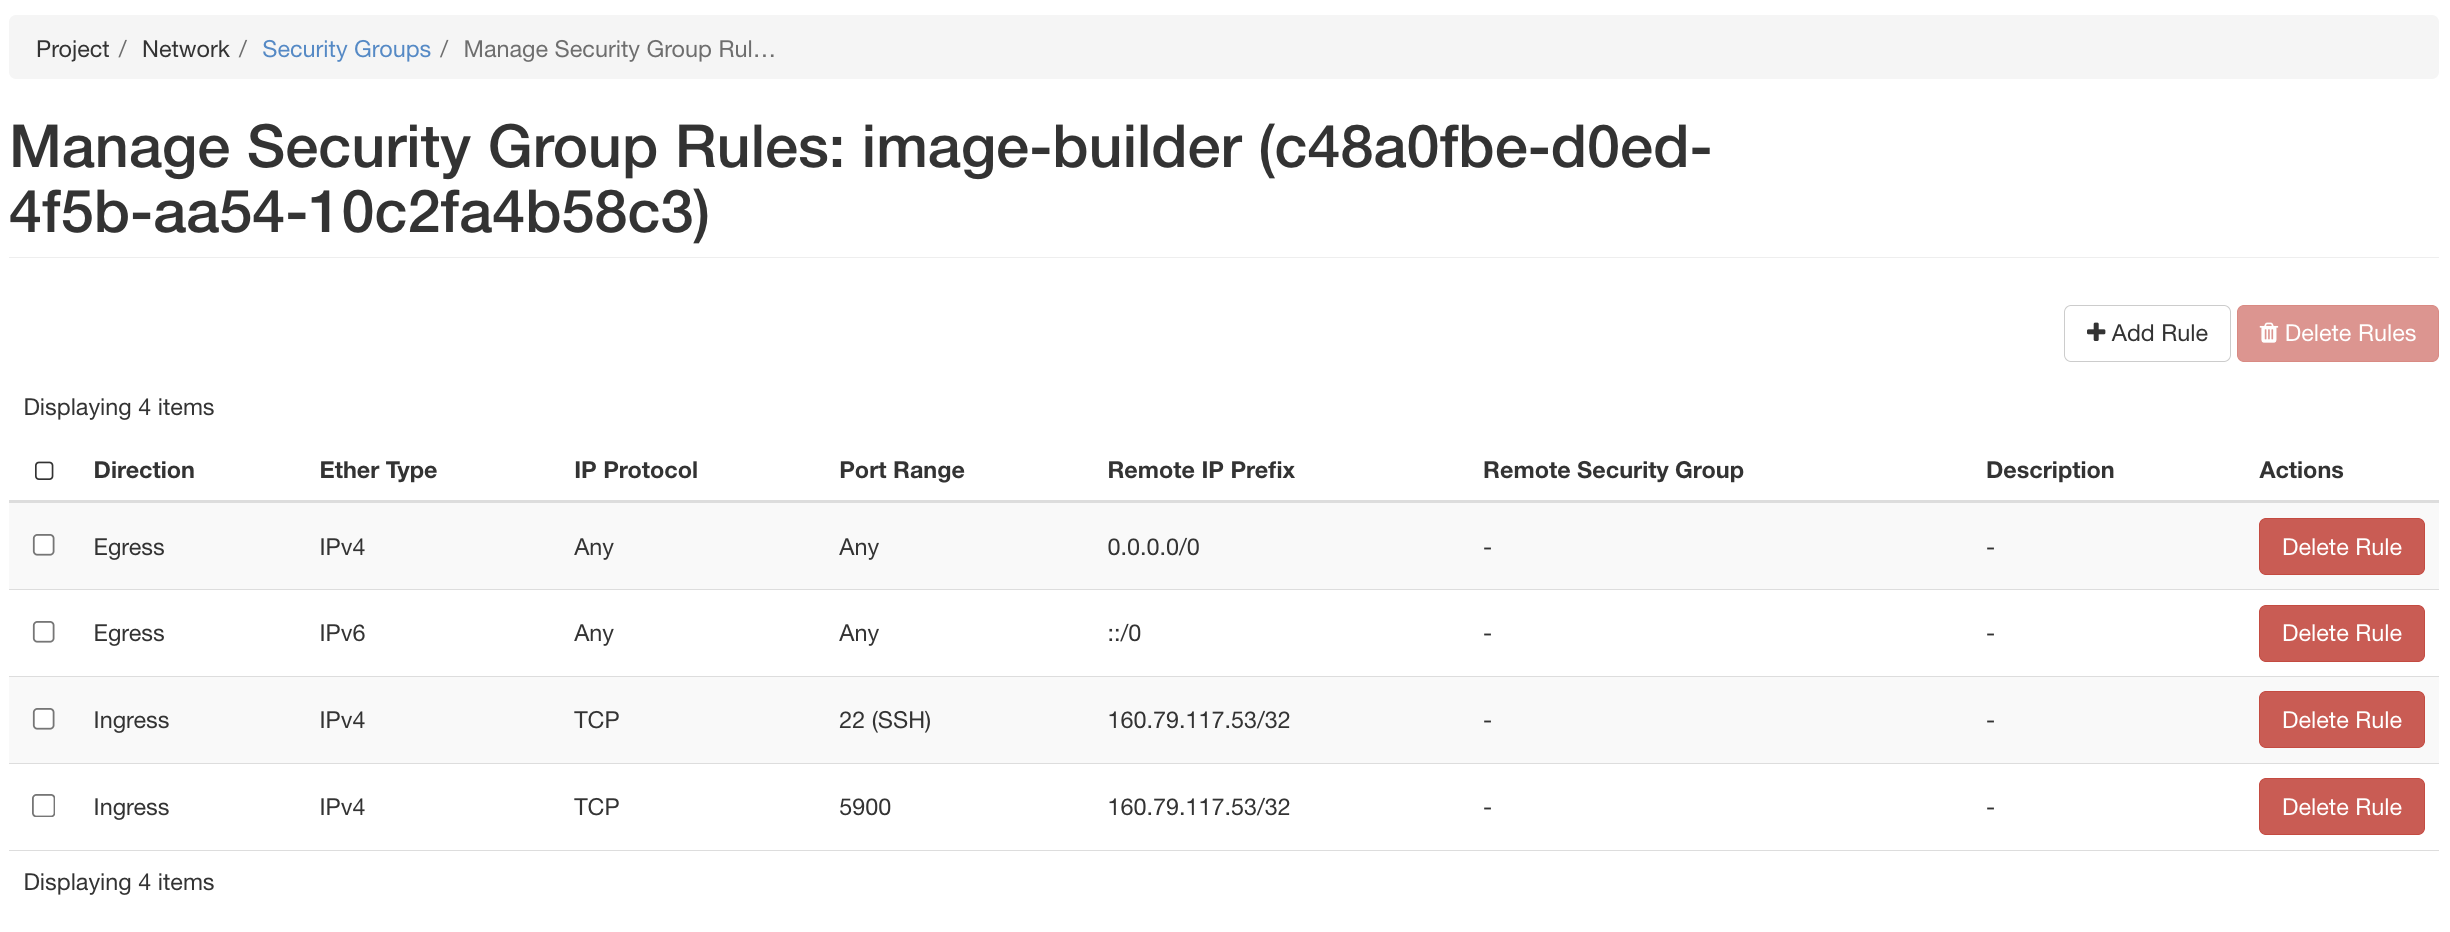 Project / Network / Security Groups / Manage Security Group Rul...
Manage Security Group Rules: image-builder (c48a0fbe-d0ed-
4f5b-aa54-10c2fa4b58c3)
Add Rule Delete Rules
Displaying 4 items
Direction Ether Type IP Protocol Port Range Remote IP Prefix Remote Security Group Description Actions
Egress IPv4 Any Any 0.0.0.0/0 - - Delete Rule
Egress IPv6 Any Any ::/0 - - Delete Rule
Ingress IPv4 TCP 22 (SSH) 160.79.117.53/32 - - Delete Rule
Ingress IPv4 TCP 5900 160.79.117.53/32 - - Delete Rule
Displaying 4 items